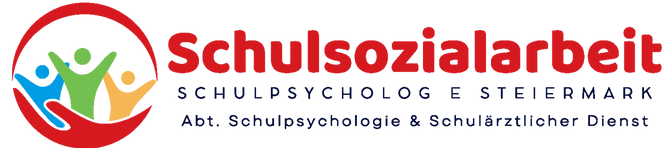 Schulsozialarbeit
SCHULPSYCHOLOG E STEIERMARK
Abt. Schulpsychologie & Schulärztlicher Dienst